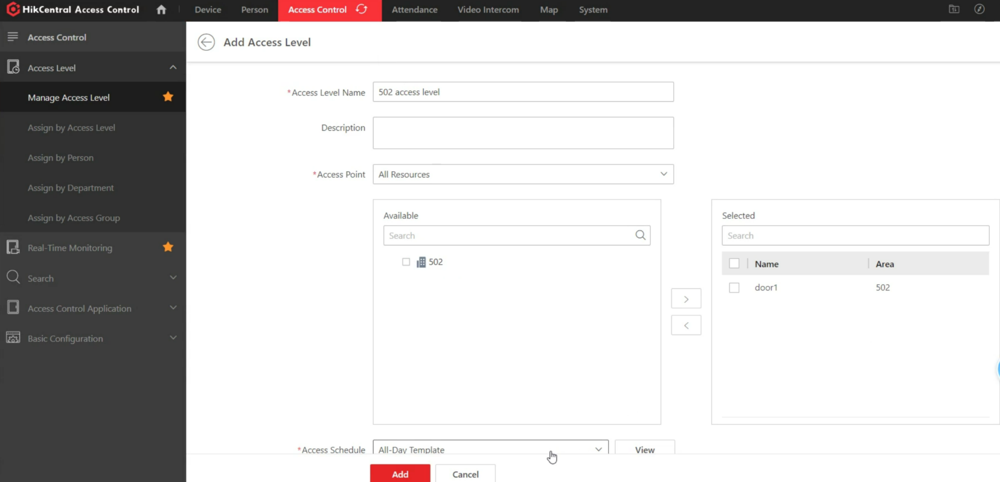 HikCentral Access Control
Device
Person
Access Control
Attendance
Video Intercom
Map
System
Access Control
Access Level
Manage Access Level
Assign by Access Level
Assign by Person
Assign by Department
Assign by Access Group
Real-Time Monitoring
Search
Access Control Application
Basic Configuration
Add Access Level
*Access Level Name
502 access level
Description
*Access Point
All Resources
Available
Search
502
>
<
Selected
Search
Name Area
door1 502
*Access Schedule
All-Day Template
View
Add
Cancel